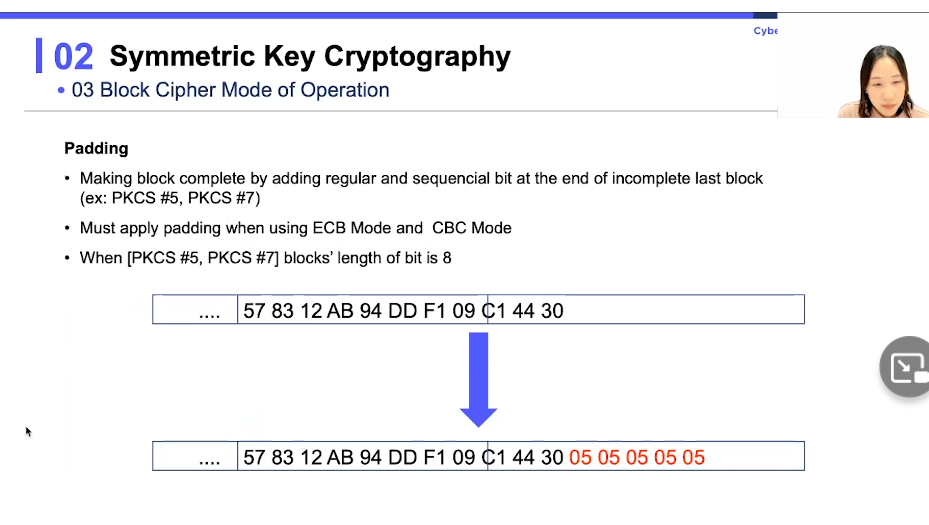 Cybe
02 Symmetric Key Cryptography
• 03 Block Cipher Mode of Operation
Padding
• Making block complete by adding regular and sequencial bit at the end of incomplete last block
(ex: PKCS #5, PKCS #7)
• Must apply padding when using ECB Mode and CBC Mode
• When [PKCS #5, PKCS #7] blocks' length of bit is 8
.... 57 83 12 AB 94 DD F1 09 C1 44 30
.... 57 83 12 AB 94 DD F1 09 C1 44 30 05 05 05 05 05